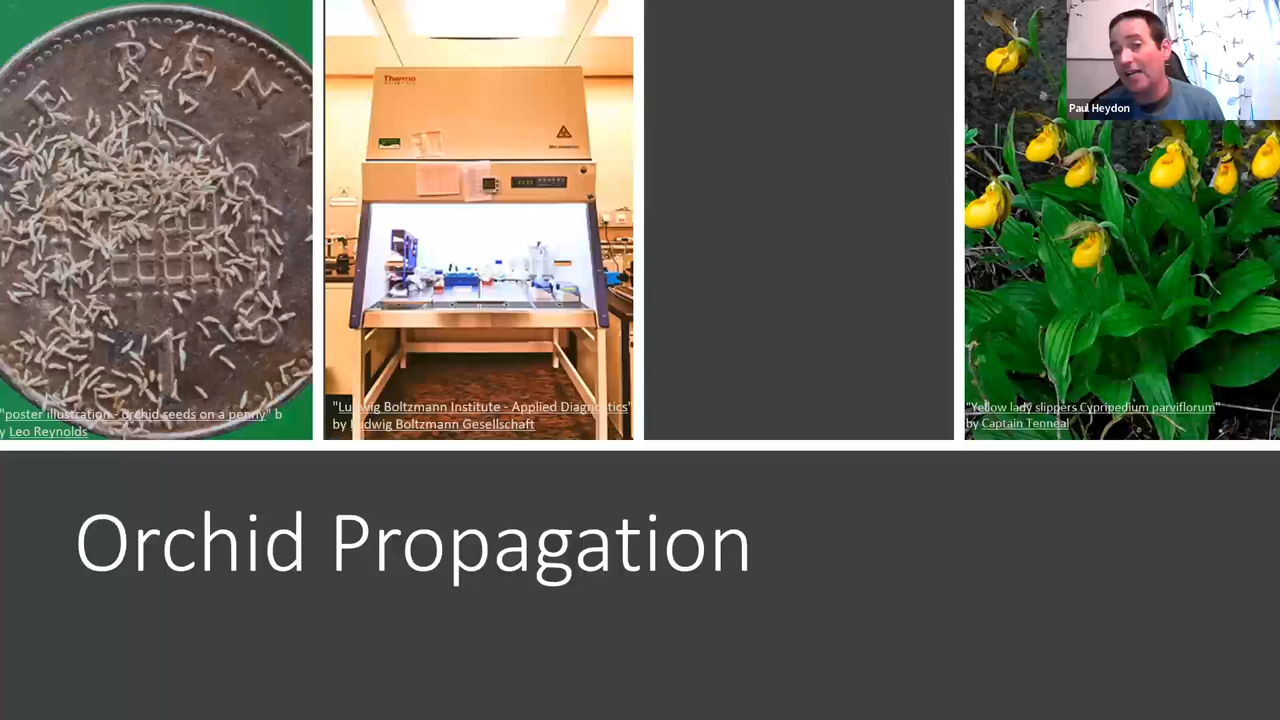 Paul Heydon
Thermo
SCIENTIFIC
"poster illustration - orchid seeds on a penny" b
y Leo Reynolds
"Ludwig Boltzmann Institute - Applied Diagnostics"
by Ludwig Boltzmann Gesellschaft
"Yellow lady slippers Cypripedium parviflorum"
by Captain Tenneal
Orchid Propagation